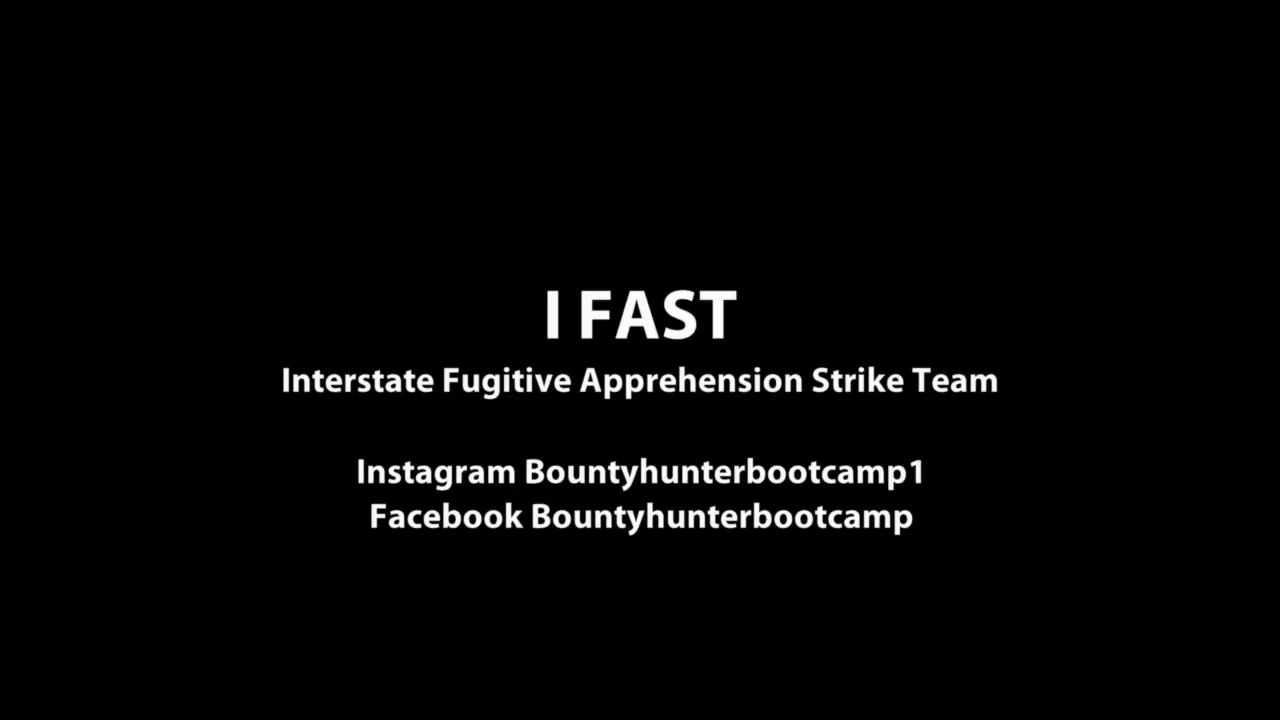 I FAST
Interstate Fugitive Apprehension Strike Team
Instagram Bountyhunterbootcamp1
Facebook Bountyhunterbootcamp